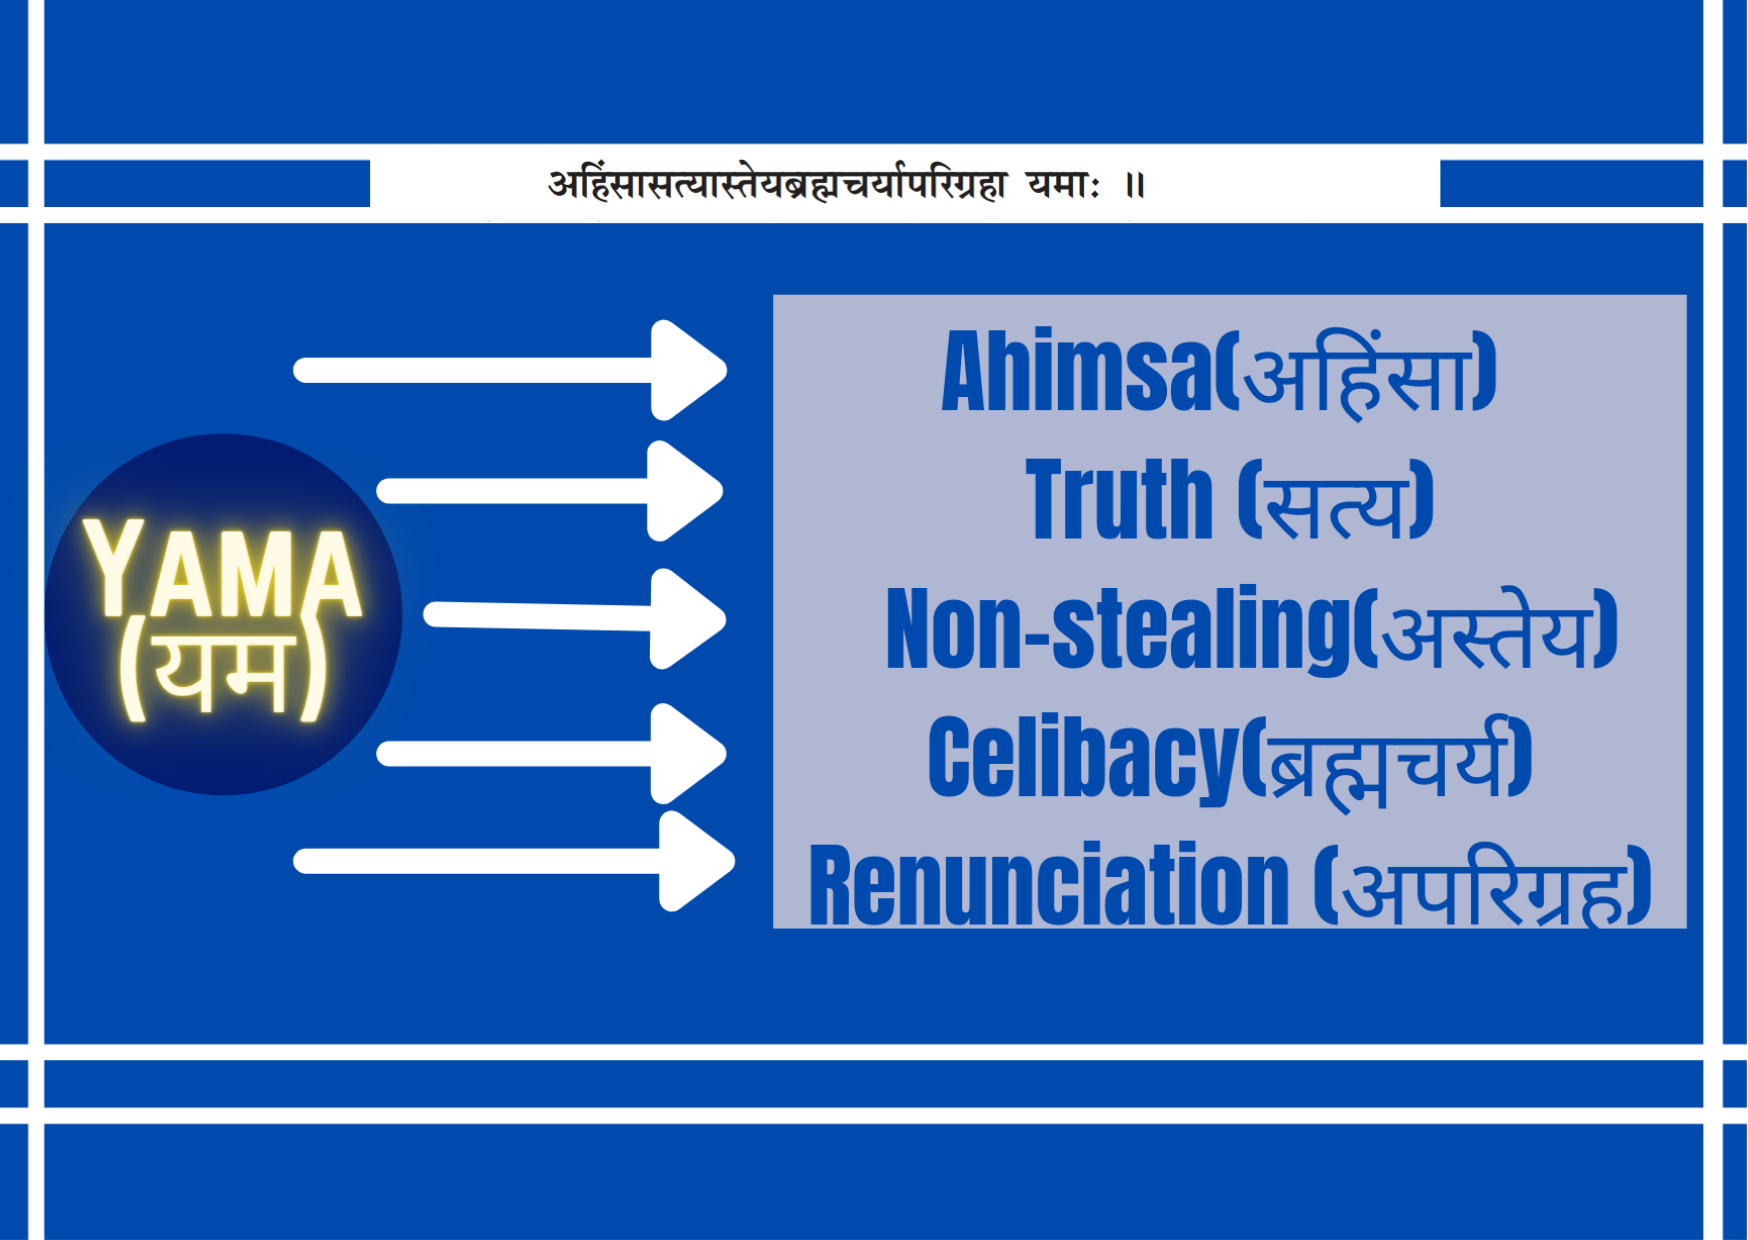 अहिंसासत्यास्तेयब्रह्मचर्यापरिग्रहा यमाः ॥
YAMA
(यम)
Ahimsa(अहिंसा)
Truth (सत्य)
Non-stealing(अस्तेय)
Celibacy(ब्रह्मचर्य)
Renunciation (अपरिग्रह)